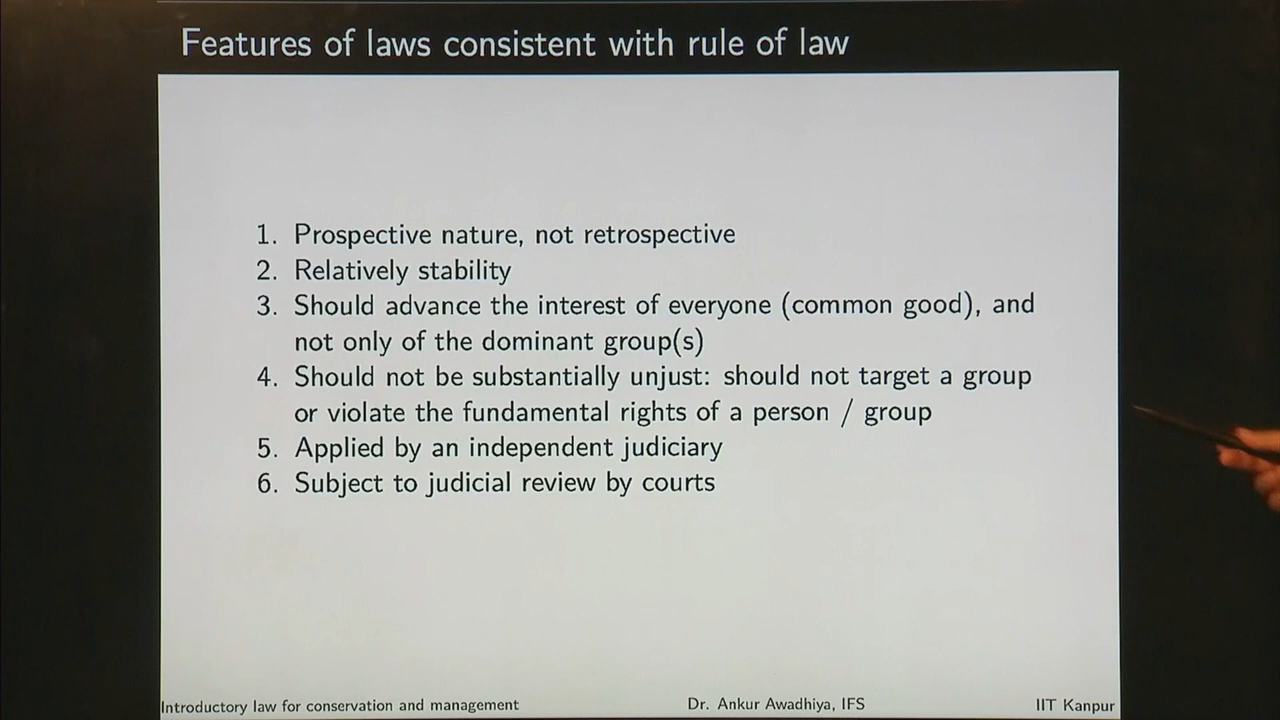 Features of laws consistent with rule of law
1. Prospective nature, not retrospective
2. Relatively stability
3. Should advance the interest of everyone (common good), and
not only of the dominant group(s)
4. Should not be substantially unjust: should not target a group
or violate the fundamental rights of a person / group
5. Applied by an independent judiciary
6. Subject to judicial review by courts
Introductory law for conservation and management Dr. Ankur Awadhiya, IFS IIT Kanpur